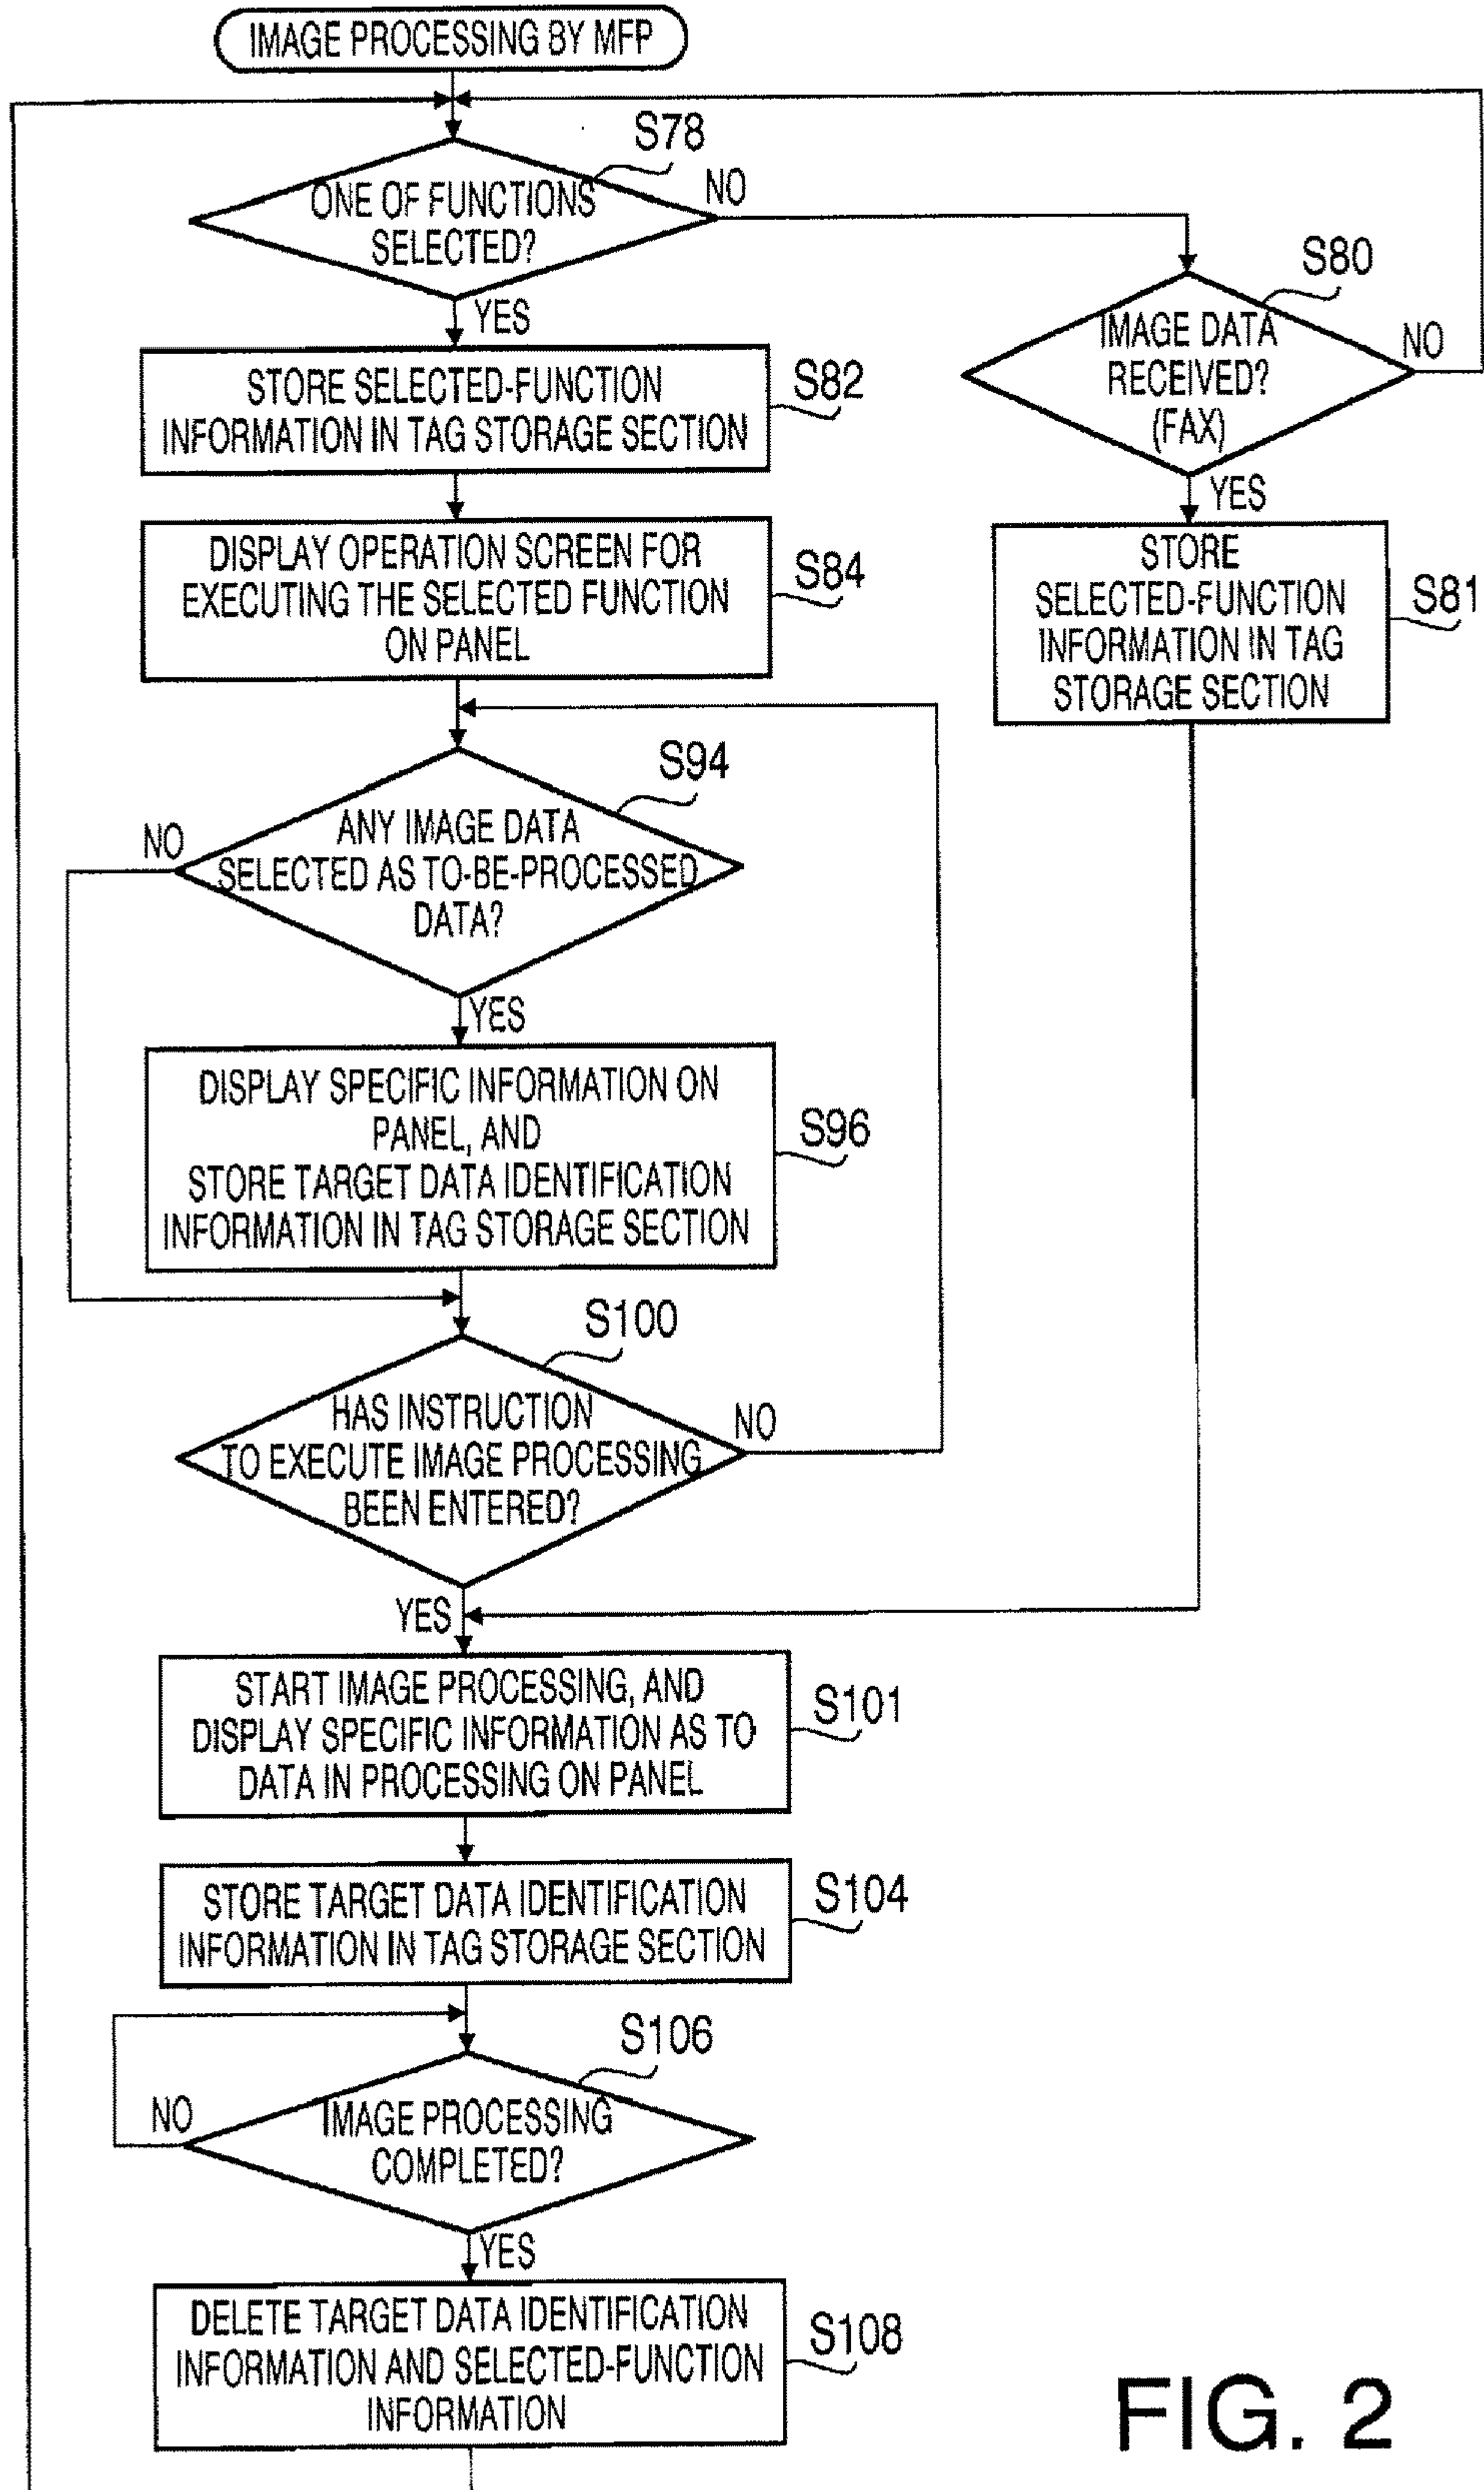 IMAGE PROCESSING BY MFP
S78
ONE OF FUNCTIONS
SELECTED?
NO
YES
S80
IMAGE DATA
RECEIVED?
(FAX)
NO
YES
STORE SELECTED-FUNCTION
INFORMATION IN TAG STORAGE SECTION
S82
DISPLAY OPERATION SCREEN FOR
EXECUTING THE SELECTED FUNCTION
ON PANEL
S84
STORE
SELECTED-FUNCTION
INFORMATION IN TAG
STORAGE SECTION
S81
S94
ANY IMAGE DATA
SELECTED AS TO-BE-PROCESSED
DATA?
NO
YES
DISPLAY SPECIFIC INFORMATION ON
PANEL, AND
STORE TARGET DATA IDENTIFICATION
INFORMATION IN TAG STORAGE SECTION
S96
S100
HAS INSTRUCTION
TO EXECUTE IMAGE PROCESSING
BEEN ENTERED?
NO
YES
START IMAGE PROCESSING, AND
DISPLAY SPECIFIC INFORMATION AS TO
DATA IN PROCESSING ON PANEL
S101
STORE TARGET DATA IDENTIFICATION
INFORMATION IN TAG STORAGE SECTION
S104
S106
IMAGE PROCESSING
COMPLETED?
NO
YES
DELETE TARGET DATA IDENTIFICATION
INFORMATION AND SELECTED-FUNCTION
INFORMATION
S108
FIG. 2